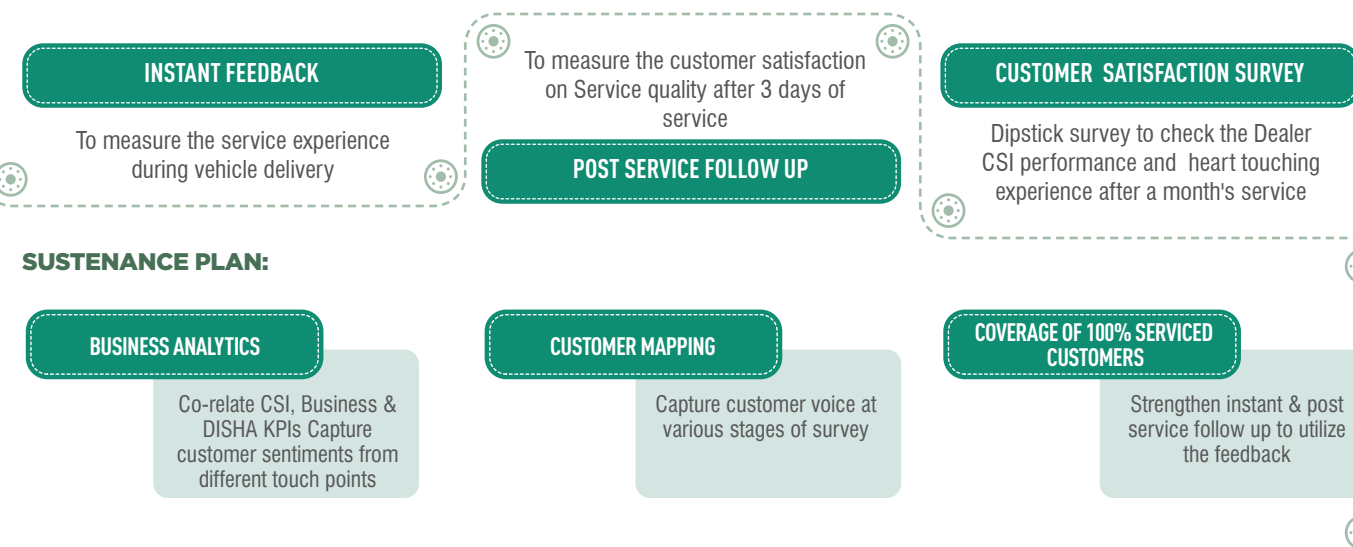 INSTANT FEEDBACK
To measure the service experience
during vehicle delivery
To measure the customer satisfaction
on Service quality after 3 days of
service
POST SERVICE FOLLOW UP
CUSTOMER SATISFACTION SURVEY
Dipstick survey to check the Dealer
CSI performance and heart touching
experience after a month's service
SUSTENANCE PLAN:
BUSINESS ANALYTICS
Co-relate CSI, Business &
DISHA KPIs Capture
customer sentiments from
different touch points
CUSTOMER MAPPING
Capture customer voice at
various stages of survey
COVERAGE OF 100% SERVICED
CUSTOMERS
Strengthen instant & post
service follow up to utilize
the feedback